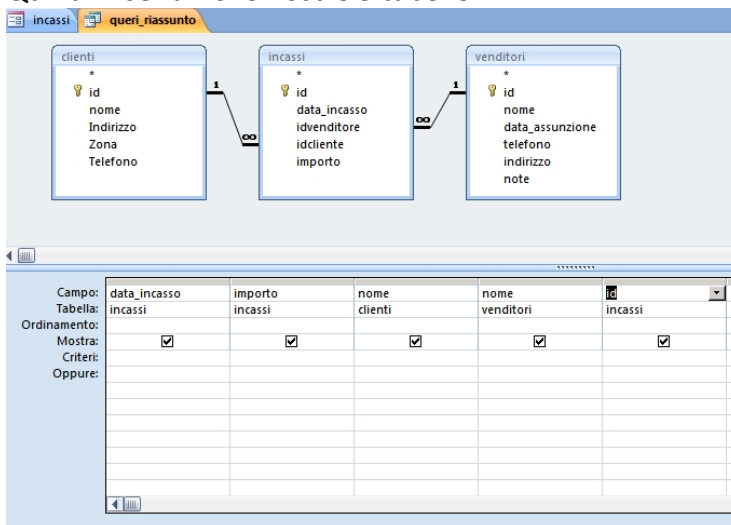 incassi queri_riassunto
clienti
*
id
nome
Indirizzo
Zona
Telefono
1
∞
incassi
*
id
data_incasso
idvenditore
idcliente
importo
∞
1
venditori
*
id
nome
data_assunzione
telefono
indirizzo
note
Campo: data_incasso importo nome nome id
Tabella: incassi incassi clienti venditori incassi
Ordinamento:
Mostra:
Criteri:
Oppure: